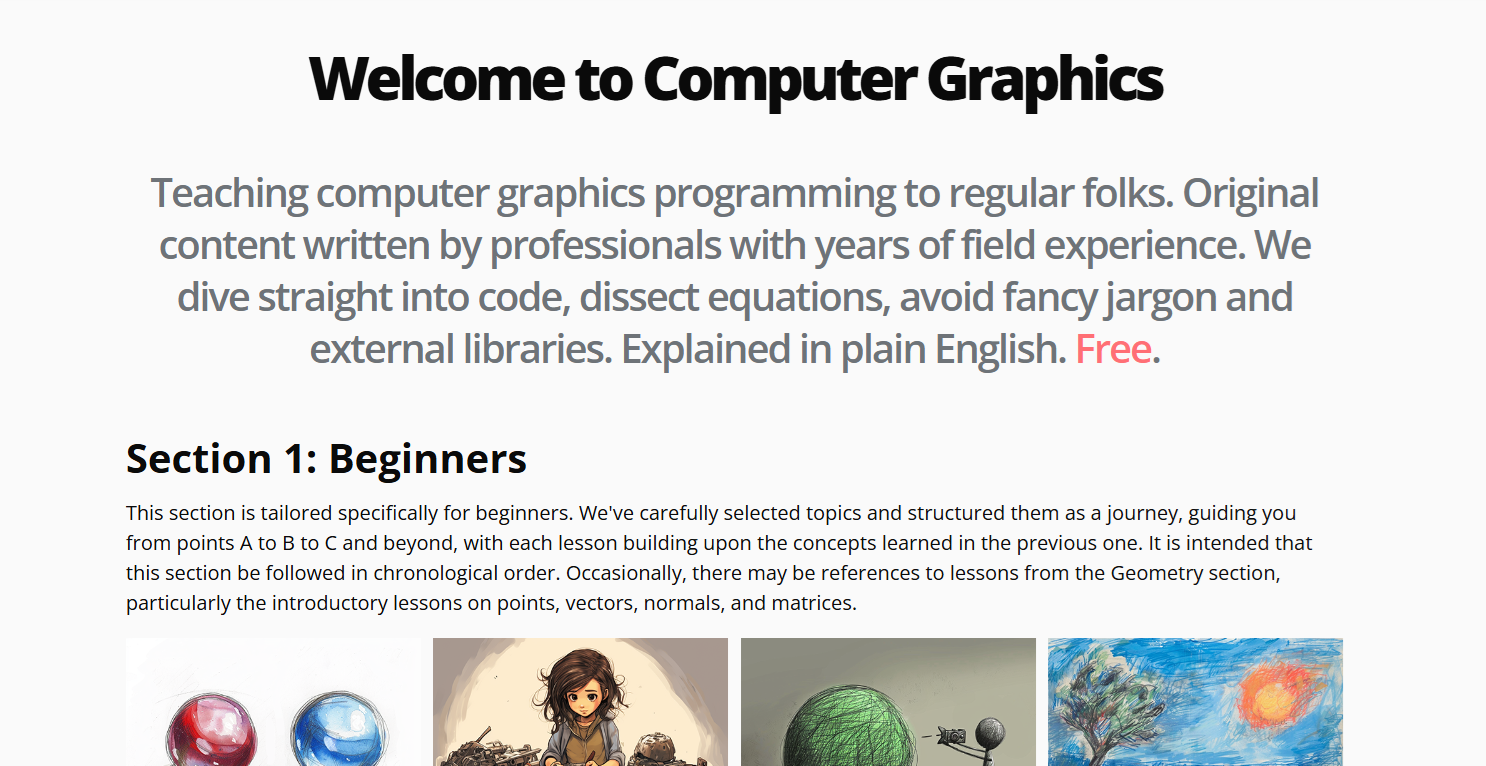 Welcome to Computer Graphics
Teaching computer graphics programming to regular folks. Original
content written by professionals with years of field experience. We
dive straight into code, dissect equations, avoid fancy jargon and
external libraries. Explained in plain English. Free.
Section 1: Beginners
This section is tailored specifically for beginners. We've carefully selected topics and structured them as a journey, guiding you
from points A to B to C and beyond, with each lesson building upon the concepts learned in the previous one. It is intended that
this section be followed in chronological order. Occasionally, there may be references to lessons from the Geometry section,
particularly the introductory lessons on points, vectors, normals, and matrices.